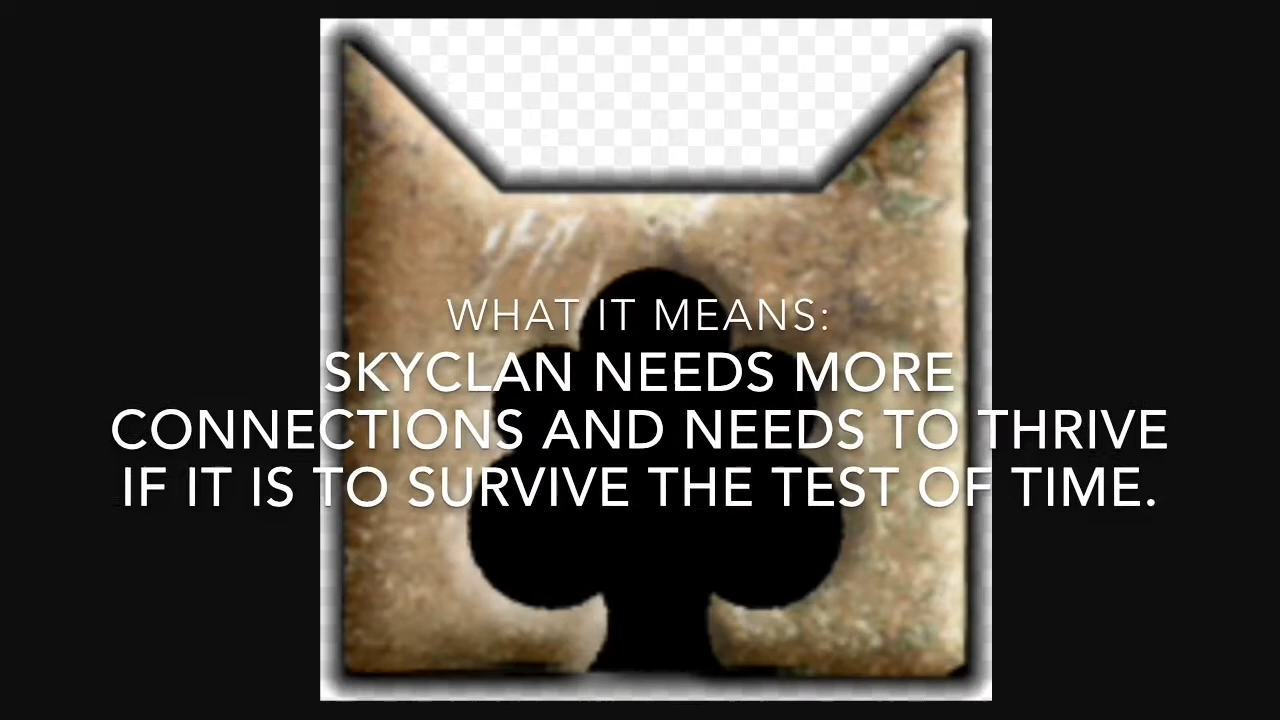 WHAT IT MEANS:
SKYCLAN NEEDS MORE
CONNECTIONS AND NEEDS TO THRIVE
IF IT IS TO SURVIVE THE TEST OF TIME.